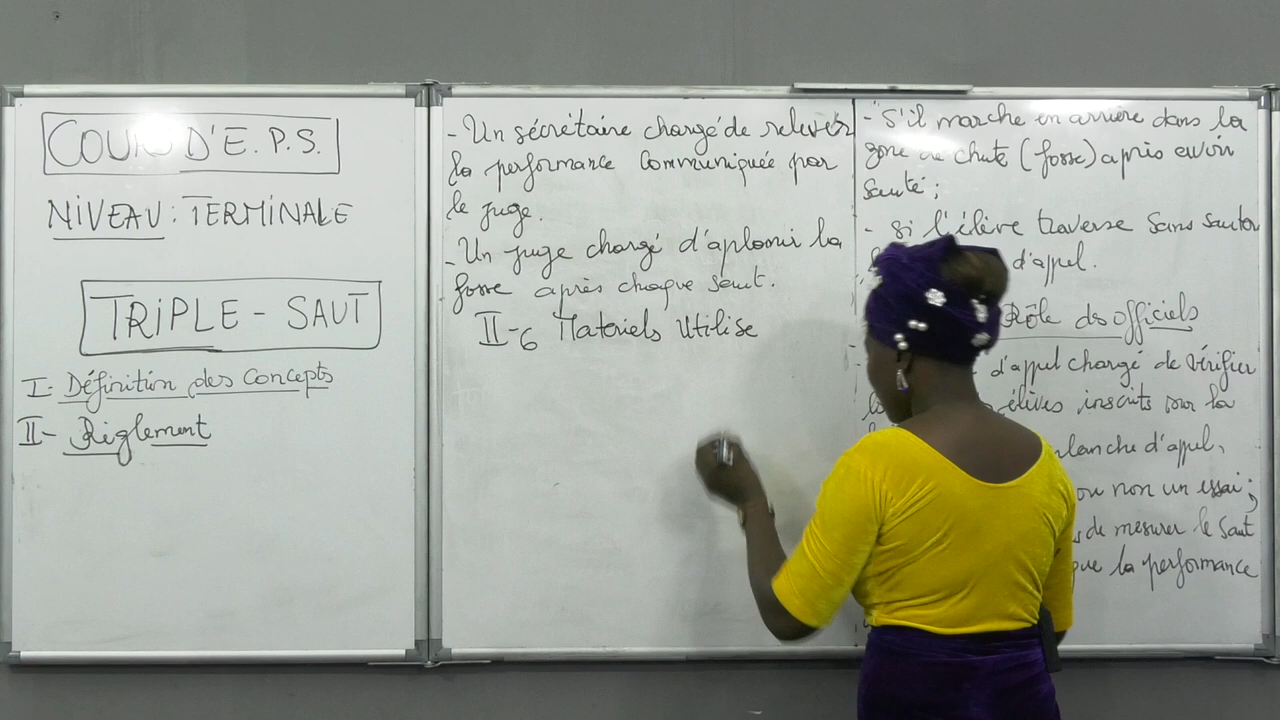 COURS D'E.P.S.
NIVEAU : TERMINALE
TRIPLE - SAUT
I- Définition des Concepts
II- Règlement
- Un sécrétaire chargé de relever
la performance communiquée par
le juge.
- Un juge chargé d'aplanir la
fosse après chaque saut.
II-6 Materiels Utilise
- S'il marche en arrière dans la
zone de chute (fosse) après avoir
sauté ;
- si l'élève traverse sans sauter
d'appel.
Rôle des officiels
d'appel chargé de vérifier
élèves inscrits sur la
planche d'appel,
ou non un essai ;
de mesurer le saut
que la performance